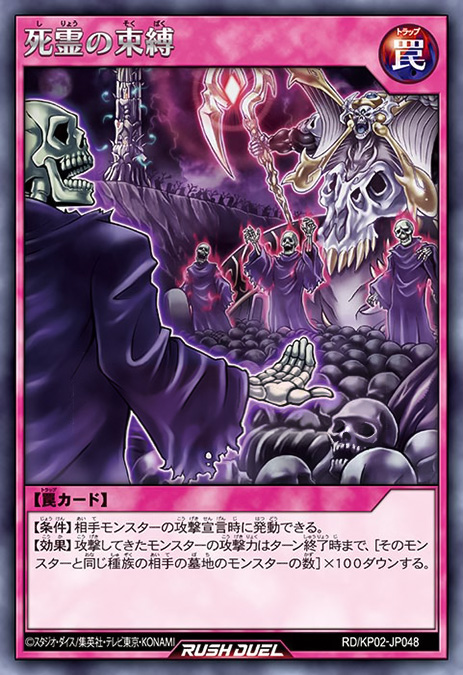 死霊の束縛
トラップ
罠
【罠カード】
【条件】相手モンスターの攻撃宣言時に発動できる。
【効果】攻撃してきたモンスターの攻撃力はターン終了時まで、[そのモン
スターと同じ種族の相手の墓地のモンスターの数]×100ダウンする。
©スタジオ・ダイス/集英社・テレビ東京・KONAMI
RUSH DUEL
RD/KP02-JP048